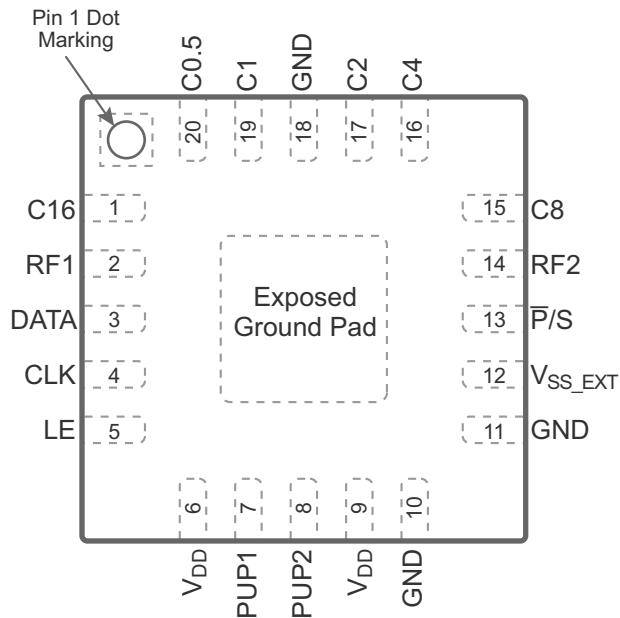 Pin 1 Dot
Marking
C0.5
C1
GND
C2
C4
20
19
18
17
16
C16 1
RF1 2
DATA 3
CLK 4
LE 5
15 C8
14 RF2
13 P̅/S
12 VSS_EXT
11 GND
Exposed
Ground Pad
6
7
8
9
10
VDD
PUP1
PUP2
VDD
GND